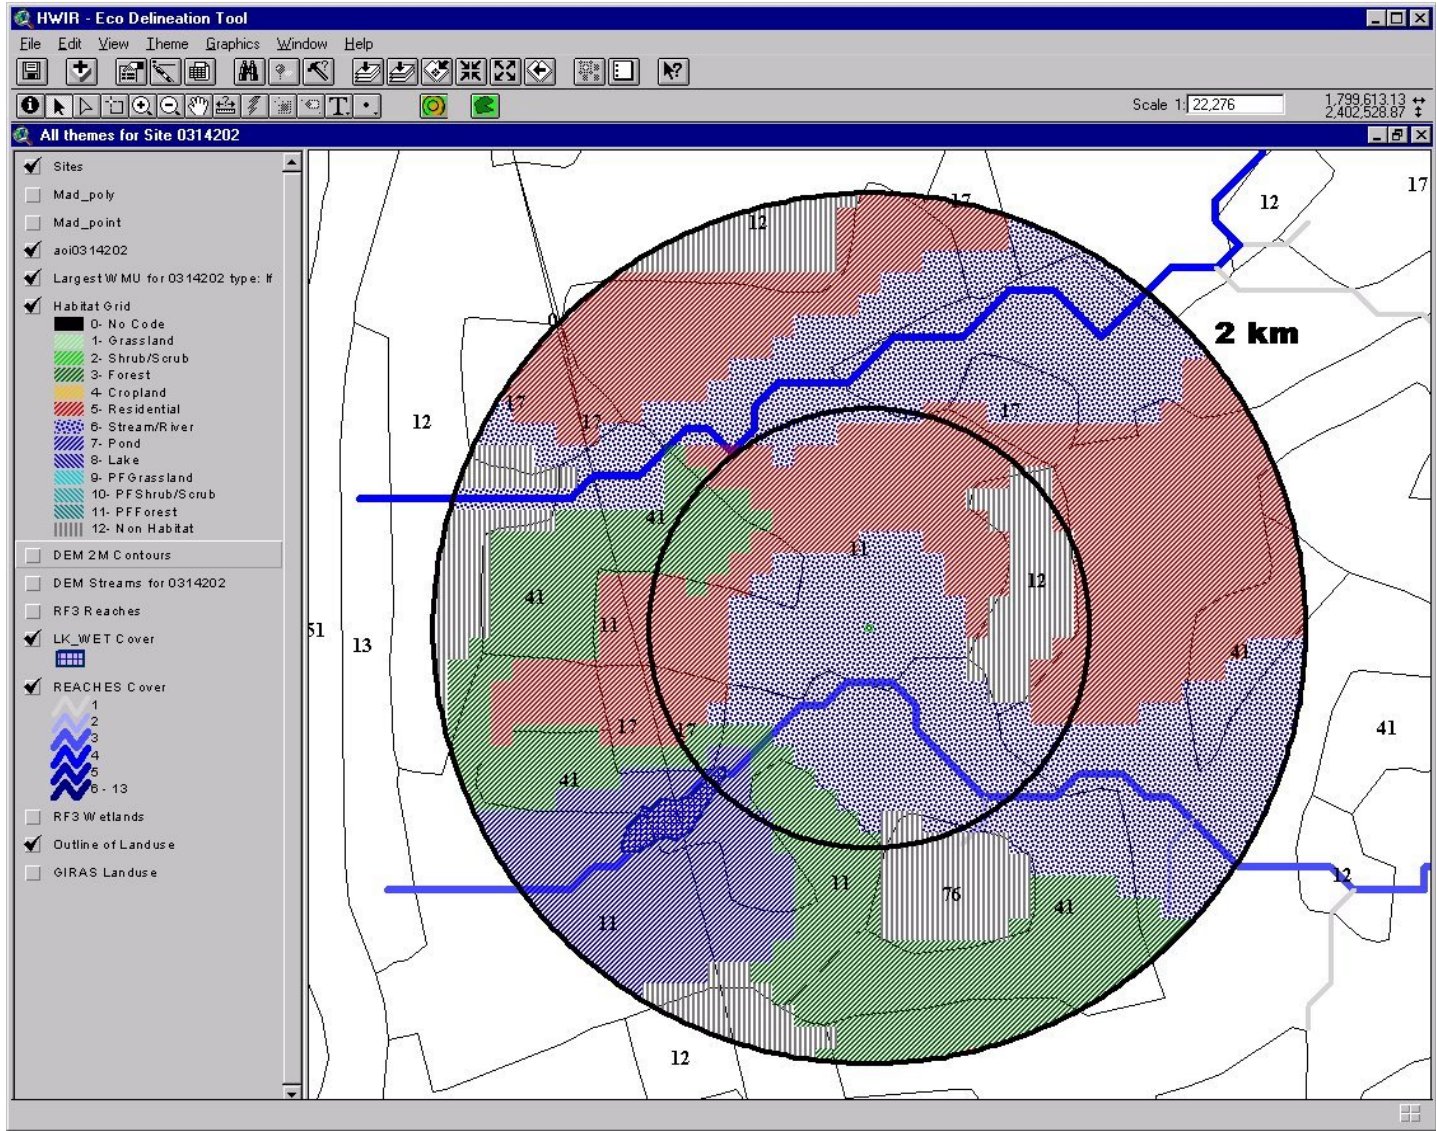 HWIR - Eco Delineation Tool
File Edit View Theme Graphics Window Help
Scale 1: 22,276
1,799,613.13
2,402,528.87
All themes for Site 0314202
Sites
Mad_poly
Mad_point
aoi0314202
Largest WMU for 0314202 type: lf
Habitat Grid
0- No Code
1- Grassland
2- Shrub/Scrub
3- Forest
4- Cropland
5- Residential
6- Stream/River
7- Pond
8- Lake
9- PFGrassland
10- PFShrub/Scrub
11- PFForest
12- Non Habitat
DEM 2M Contours
DEM Streams for 0314202
RF3 Reaches
LK_WET Cover
REACHES Cover
1
2
3
4
5
6 - 13
RF3 Wetlands
Outline of Landuse
GIRAS Landuse
17
17
12
12
2 km
17
17
17
12
41
11
12
41
11
51
13
41
17
17
41
41
12
11
76
41
11
12